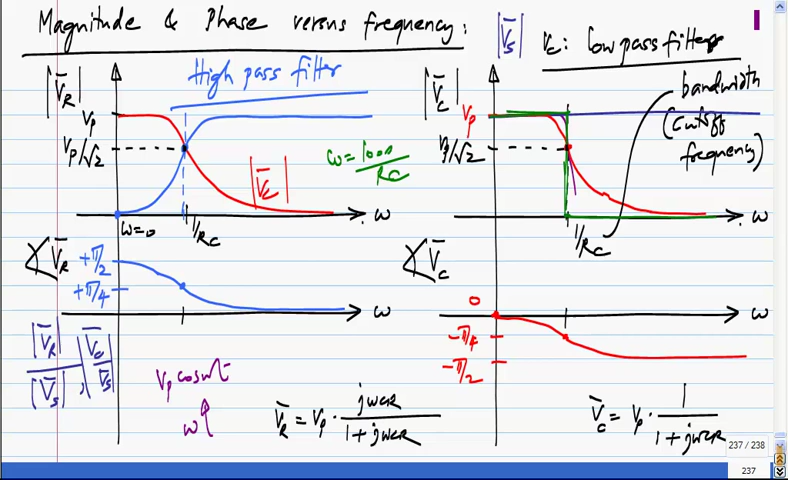 Magnitude & Phase versus frequency:
|V̄s| Vc: low pass filter
|V̄R| High pass filter
|V̄c| bandwidth
(cutoff frequency)
Vp
Vp/√2
ω=1000/RC
|V̄c|
ω=0
1/RC
ω
Vp
Vp/√2
1/RC
ω
∠V̄R
+π/2
+π/4
ω
∠V̄c
0
-π/4
-π/2
ω
|V̄R|/|V̄s|, |V̄c/V̄s|
Vp cosωt
ω↑
V̄R = Vp · jωCR/(1+jωCR)
V̄c = Vp · 1/(1+jωCR)
237 / 238
237